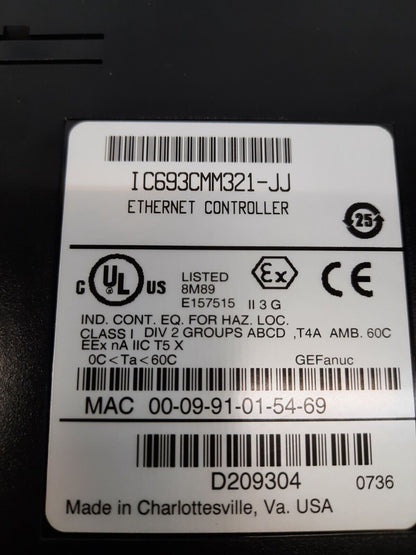 IC693CMM321-JJ
ETHERNET CONTROLLER
25
C UL US
LISTED
8M89
E157515
Ex
II 3 G
CE
IND. CONT. EQ. FOR HAZ. LOC.
CLASS I DIV 2 GROUPS ABCD ,T4A AMB. 60C
EEx nA IIC T5 X
0C<Ta<60C GEFanuc
MAC 00-09-91-01-54-69
D209304 0736
Made in Charlottesville, Va. USA